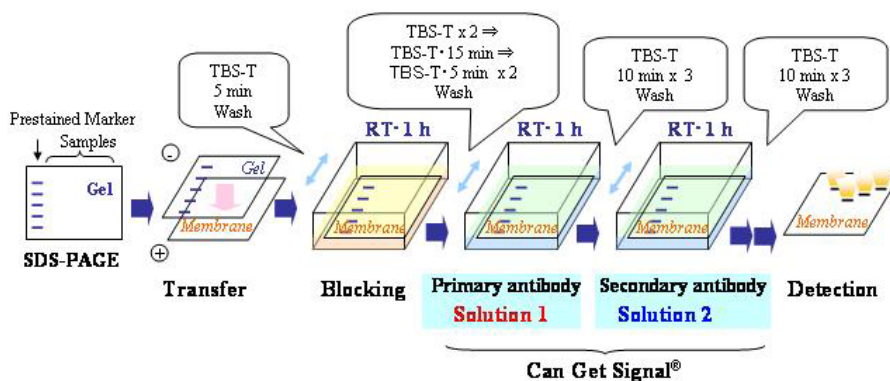 TBS-T
5 min
Wash
TBS-T x 2 ⇒
TBS-T・15 min ⇒
TBS-T・5 min x 2
Wash
TBS-T
10 min x 3
Wash
TBS-T
10 min x 3
Wash
Prestained Marker
Samples
Gel
SDS-PAGE
-
Gel
Membrane
+
Transfer
RT・1 h
Membrane
Blocking
RT・1 h
Membrane
Primary antibody
Solution 1
RT・1 h
Membrane
Secondary antibody
Solution 2
Membrane
Detection
Can Get Signal®